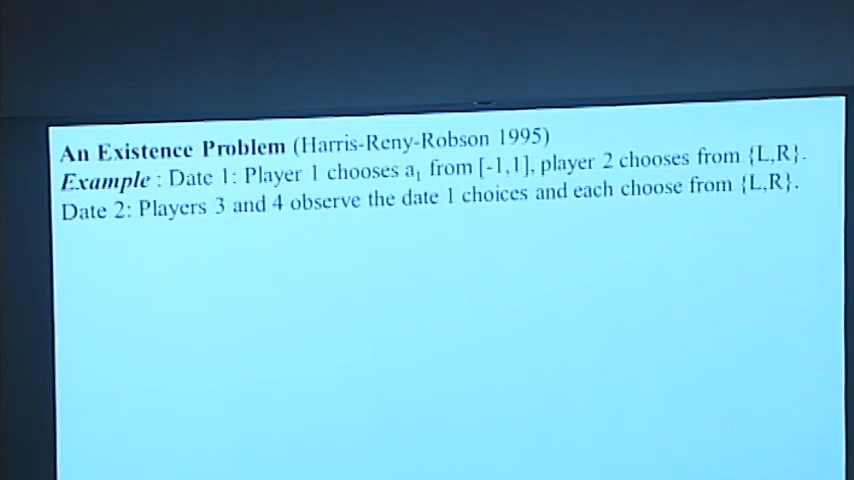 An Existence Problem (Harris-Reny-Robson 1995)
Example : Date 1: Player 1 chooses a₁ from [-1,1], player 2 chooses from {L,R}.
Date 2: Players 3 and 4 observe the date 1 choices and each choose from {L,R}.